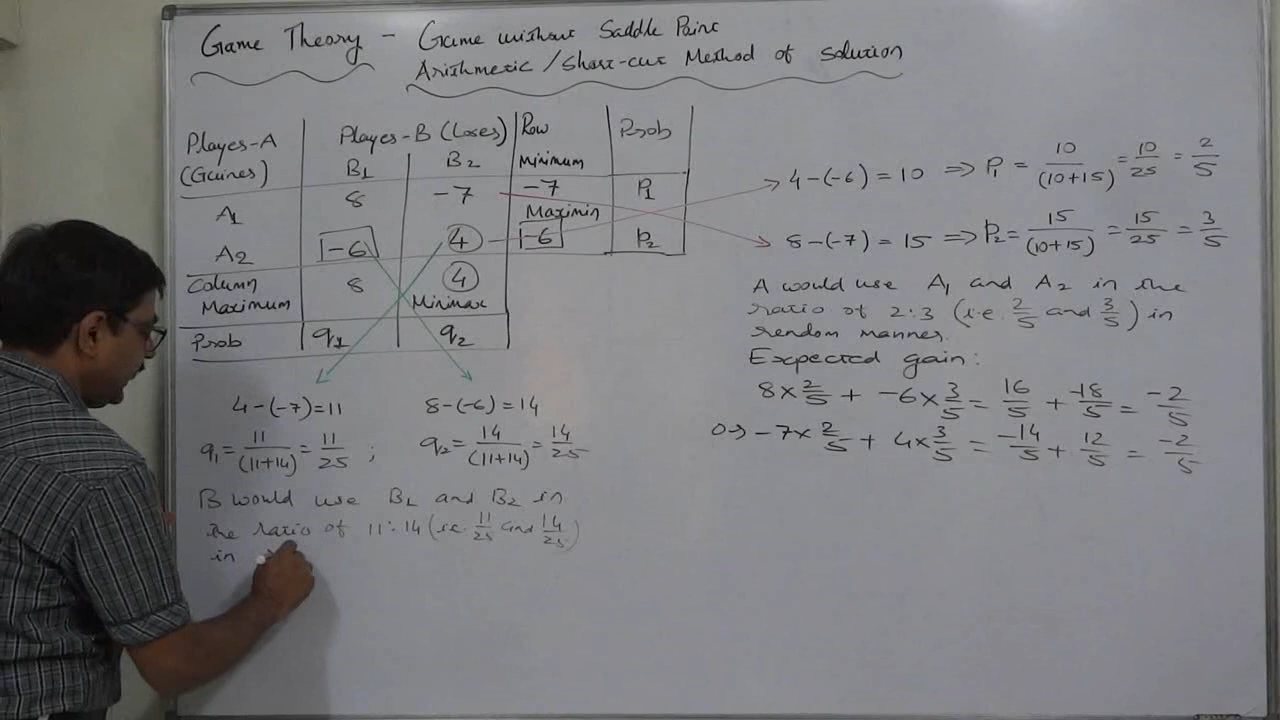 Game Theory - Game without Saddle Point
Arithmetic / Short-cut Method of Solution
Player-A (Gainer) Player-B (Loses) Row Minimum Prob
B1 B2
A1 8 -7 -7 P1
Maximin
A2 -6 4 -6 P2
Column Maximum 8 4
Minimax
Prob q1 q2
4-(-7)=11 8-(-6)=14
q1 = 11/(11+14) = 11/25 ; q2 = 14/(11+14) = 14/25
B would use B1 and B2 in
the ratio of 11:14 (i.e. 11/25 and 14/25)
in
4-(-6) = 10 ⇒ P1 = 10/(10+15) = 10/25 = 2/5
8-(-7) = 15 ⇒ P2 = 15/(10+15) = 15/25 = 3/5
A would use A1 and A2 in the
ratio of 2:3 (i.e. 2/5 and 3/5) in
rendom manner.
Expected gain:
8 × 2/5 + -6 × 3/5 = 16/5 + -18/5 = -2/5
Or → -7 × 2/5 + 4 × 3/5 = -14/5 + 12/5 = -2/5